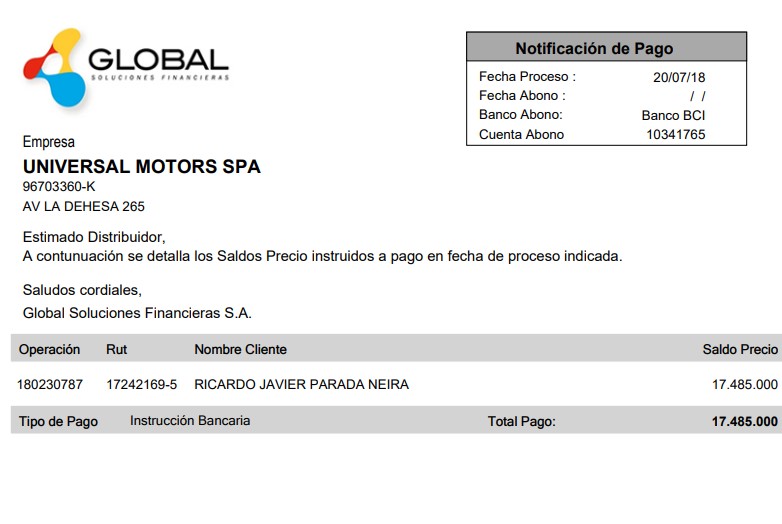 GLOBAL
SOLUCIONES FINANCIERAS
Notificación de Pago
Fecha Proceso : 20/07/18
Fecha Abono : / /
Banco Abono: Banco BCI
Cuenta Abono 10341765
Empresa
UNIVERSAL MOTORS SPA
96703360-K
AV LA DEHESA 265
Estimado Distribuidor,
A contunuación se detalla los Saldos Precio instruidos a pago en fecha de proceso indicada.
Saludos cordiales,
Global Soluciones Financieras S.A.
Operación Rut Nombre Cliente Saldo Precio
180230787 17242169-5 RICARDO JAVIER PARADA NEIRA 17.485.000
Tipo de Pago Instrucción Bancaria Total Pago: 17.485.000